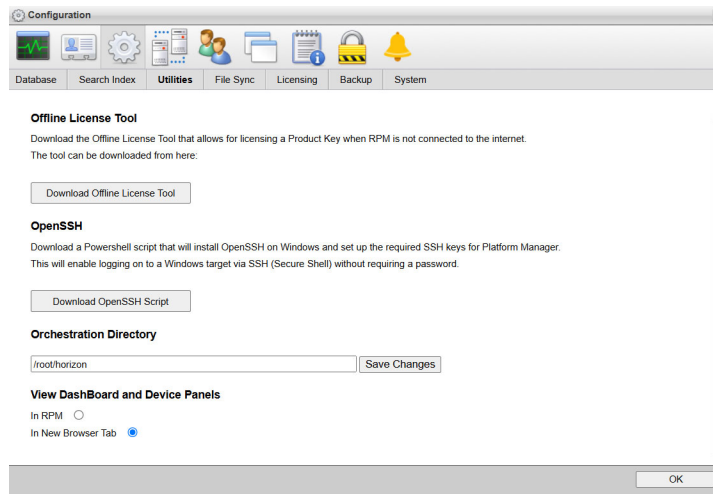 Configuration
Database Search Index Utilities File Sync Licensing Backup System
Offline License Tool
Download the Offline License Tool that allows for licensing a Product Key when RPM is not connected to the internet.
The tool can be downloaded from here:
Download Offline License Tool
OpenSSH
Download a Powershell script that will install OpenSSH on Windows and set up the required SSH keys for Platform Manager.
This will enable logging on to a Windows target via SSH (Secure Shell) without requiring a password.
Download OpenSSH Script
Orchestration Directory
/root/horizon Save Changes
View DashBoard and Device Panels
In RPM
In New Browser Tab
OK